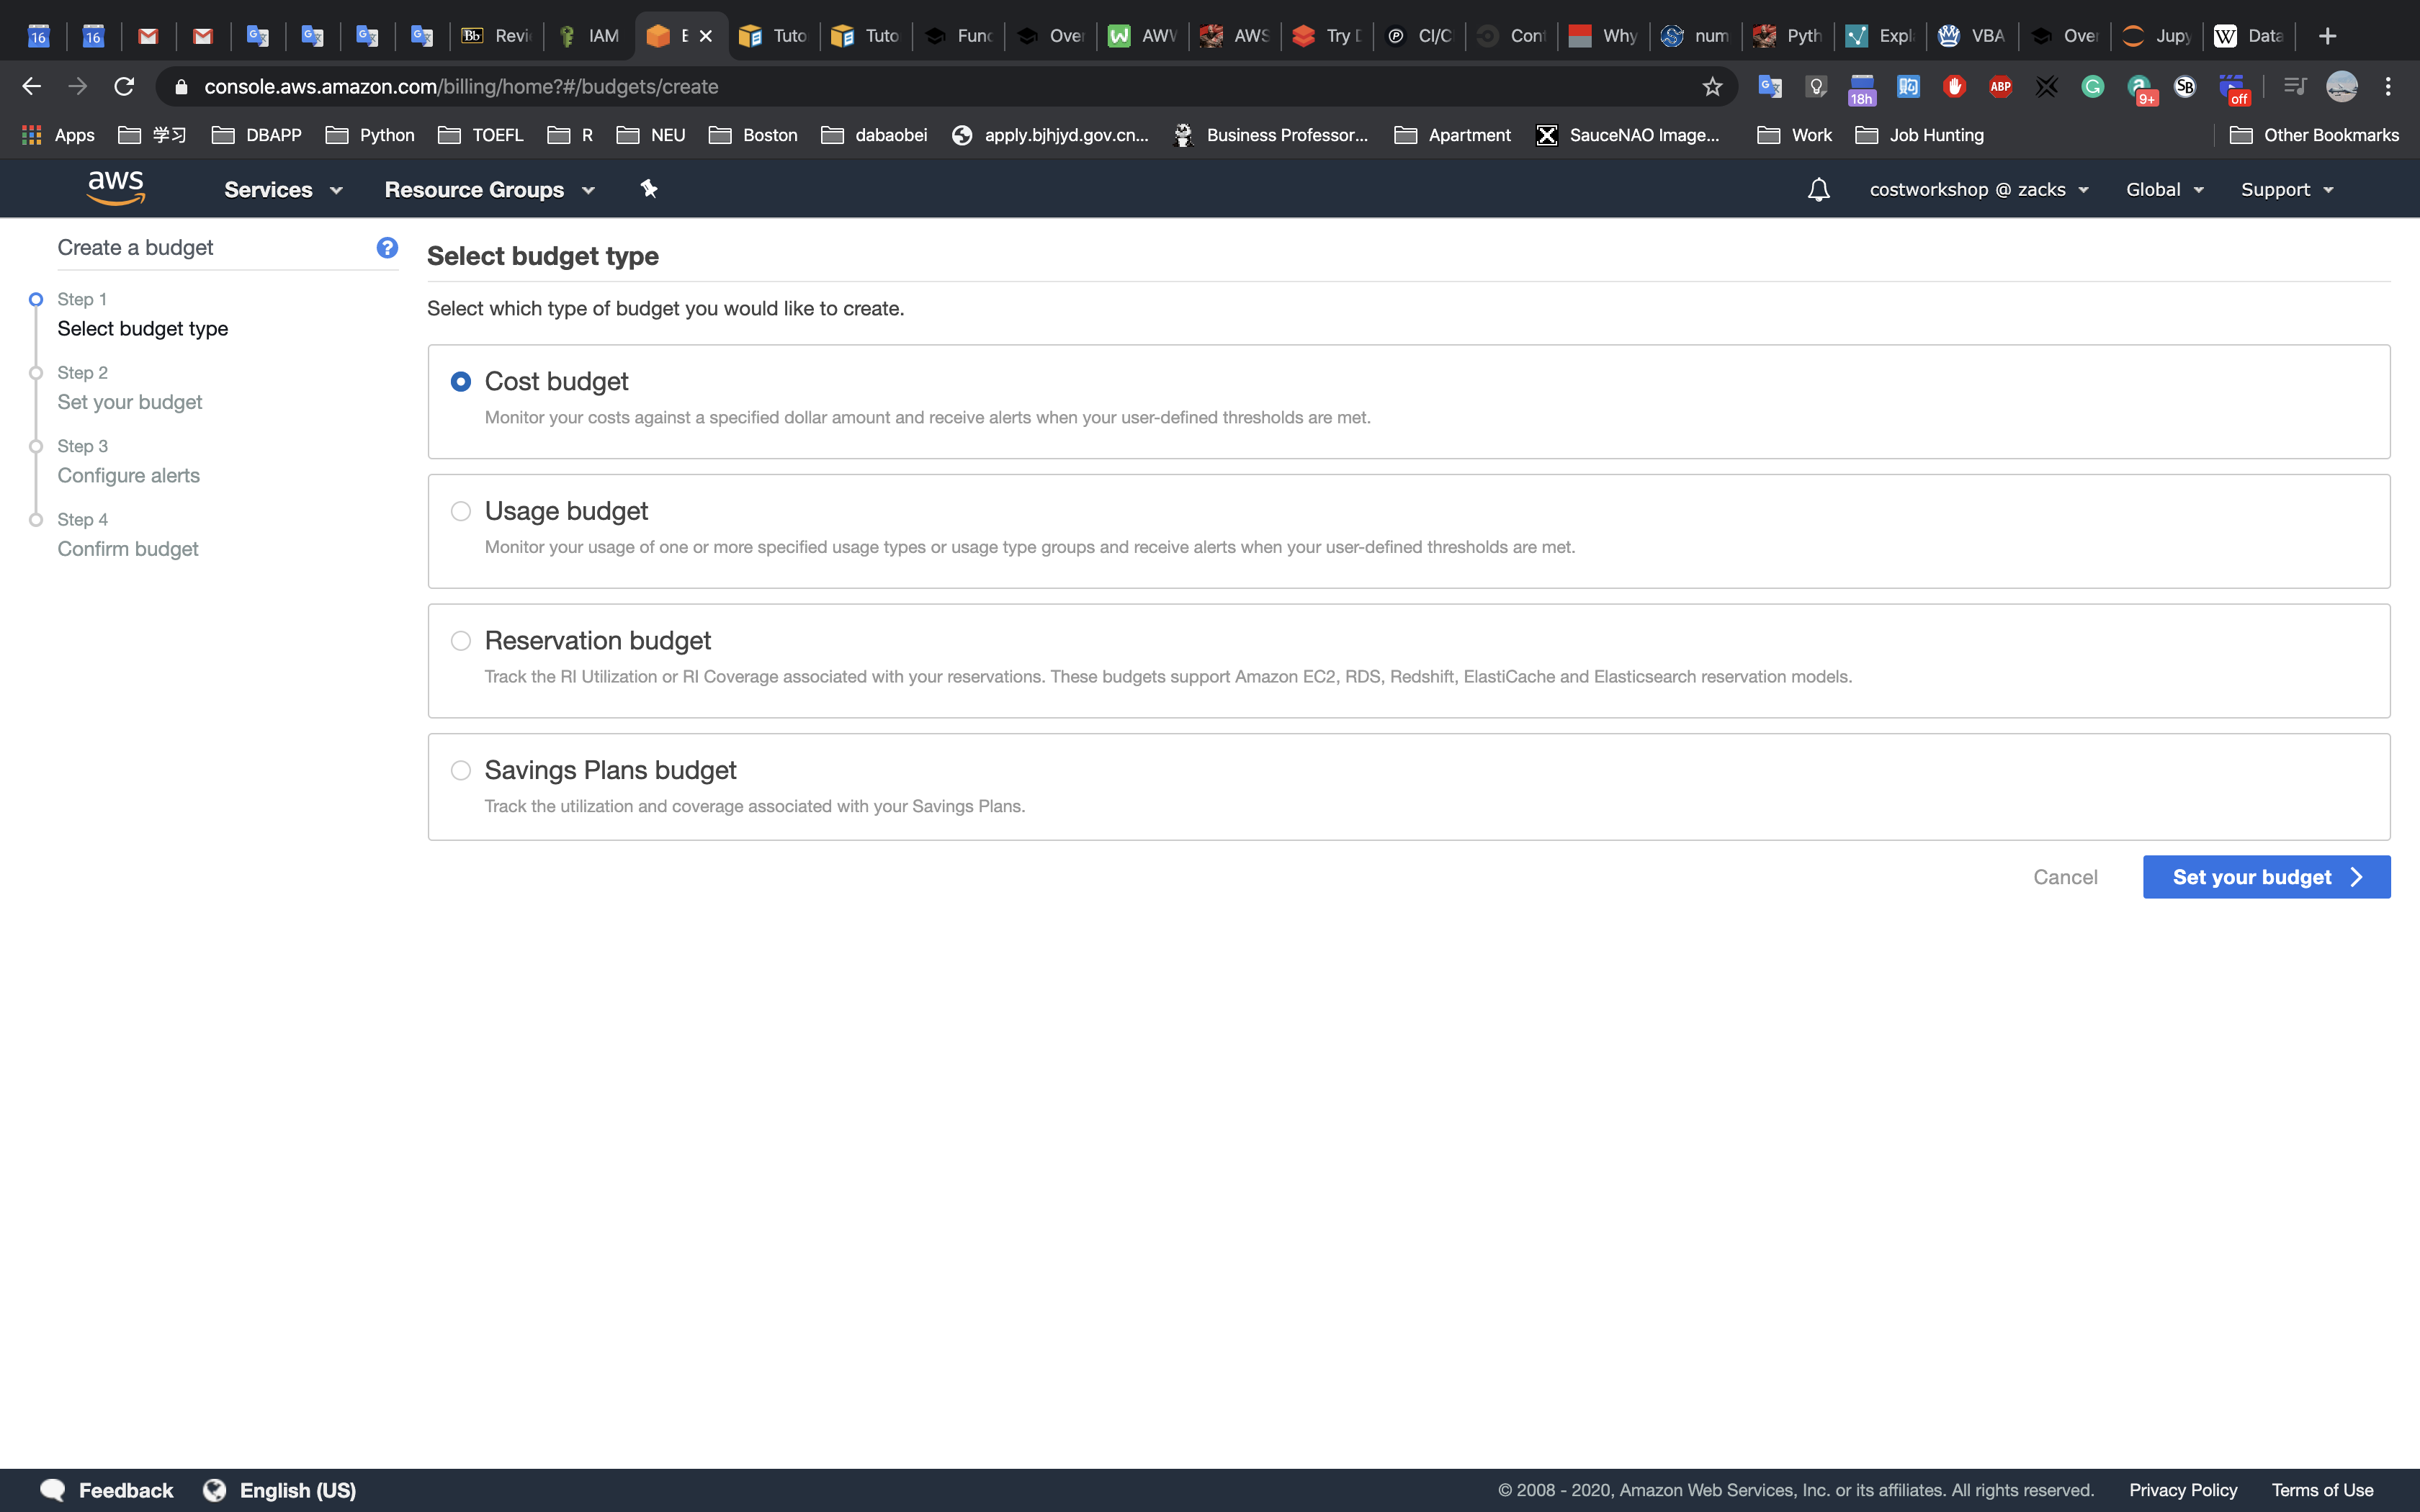 16 16 Revi IAM E Tuto Tuto Func Over AWW AWS Try D CI/C Cont Why num Pyth Expl VBA Over Jupy Data
console.aws.amazon.com/billing/home?#/budgets/create
18h ABP 9+ SB off
Apps 学习 DBAPP Python TOEFL R NEU Boston dabaobei apply.bjhjyd.gov.cn... Business Professor... Apartment SauceNAO Image... Work Job Hunting Other Bookmarks
aws Services Resource Groups costworkshop @ zacks Global Support
Create a budget
Step 1
Select budget type
Step 2
Set your budget
Step 3
Configure alerts
Step 4
Confirm budget
Select budget type
Select which type of budget you would like to create.
Cost budget
Monitor your costs against a specified dollar amount and receive alerts when your user-defined thresholds are met.
Usage budget
Monitor your usage of one or more specified usage types or usage type groups and receive alerts when your user-defined thresholds are met.
Reservation budget
Track the RI Utilization or RI Coverage associated with your reservations. These budgets support Amazon EC2, RDS, Redshift, ElastiCache and Elasticsearch reservation models.
Savings Plans budget
Track the utilization and coverage associated with your Savings Plans.
Cancel Set your budget
Feedback English (US) © 2008 - 2020, Amazon Web Services, Inc. or its affiliates. All rights reserved. Privacy Policy Terms of Use